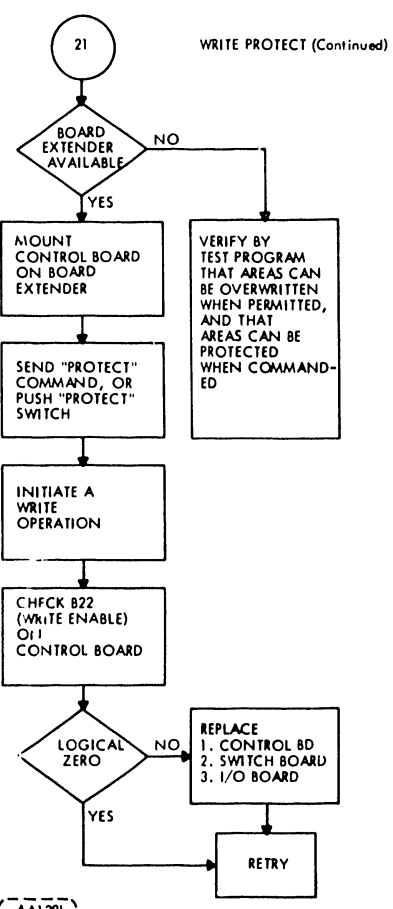 21
WRITE PROTECT (Continued)
BOARD
EXTENDER
AVAILABLE
NO
YES
MOUNT
CONTROL BOARD
ON BOARD
EXTENDER
VERIFY BY
TEST PROGRAM
THAT AREAS CAN
BE OVERWRITTEN
WHEN PERMITTED,
AND THAT
AREAS CAN BE
PROTECTED
WHEN COMMAND-
ED
SEND "PROTECT"
COMMAND, OR
PUSH "PROTECT"
SWITCH
INITIATE A
WRITE
OPERATION
CHECK B22
(WRITE ENABLE)
ON
CONTROL BOARD
LOGICAL
ZERO
NO
YES
REPLACE
1. CONTROL BD
2. SWITCH BOARD
3. I/O BOARD
RETRY